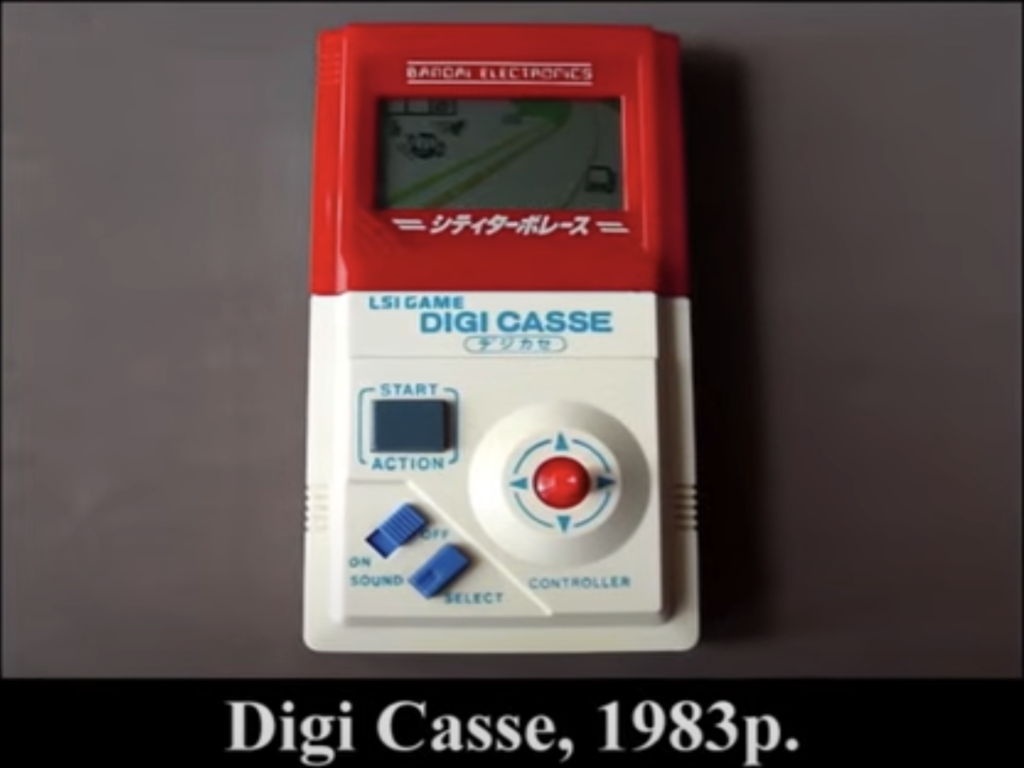 BANDAI ELECTRONICS
シティターボレース
LSI GAME
DIGI CASSE
デジカセ
START
ACTION
OFF
ON
SOUND
SELECT
CONTROLLER
Digi Casse, 1983р.